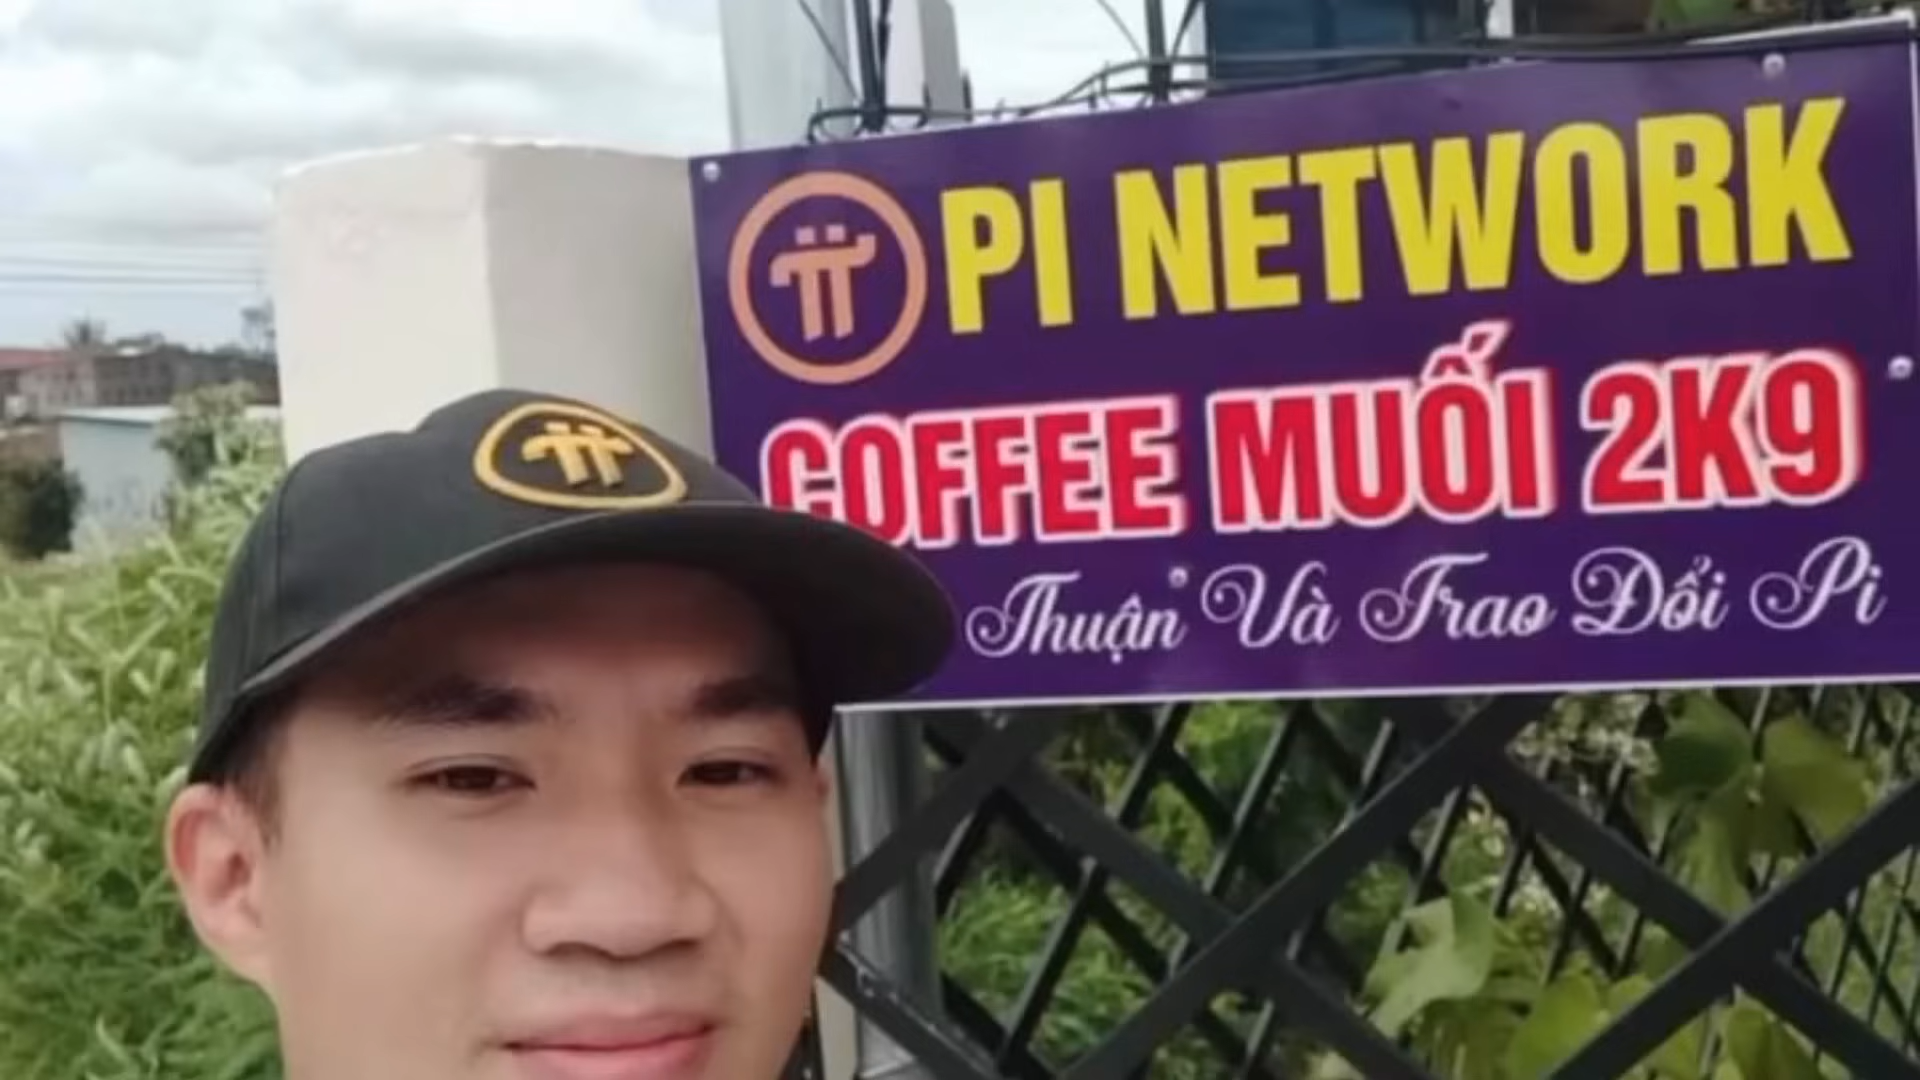 PI NETWORK
COFFEE MUỐI 2K9
Thuận Và Trao Đổi Pi